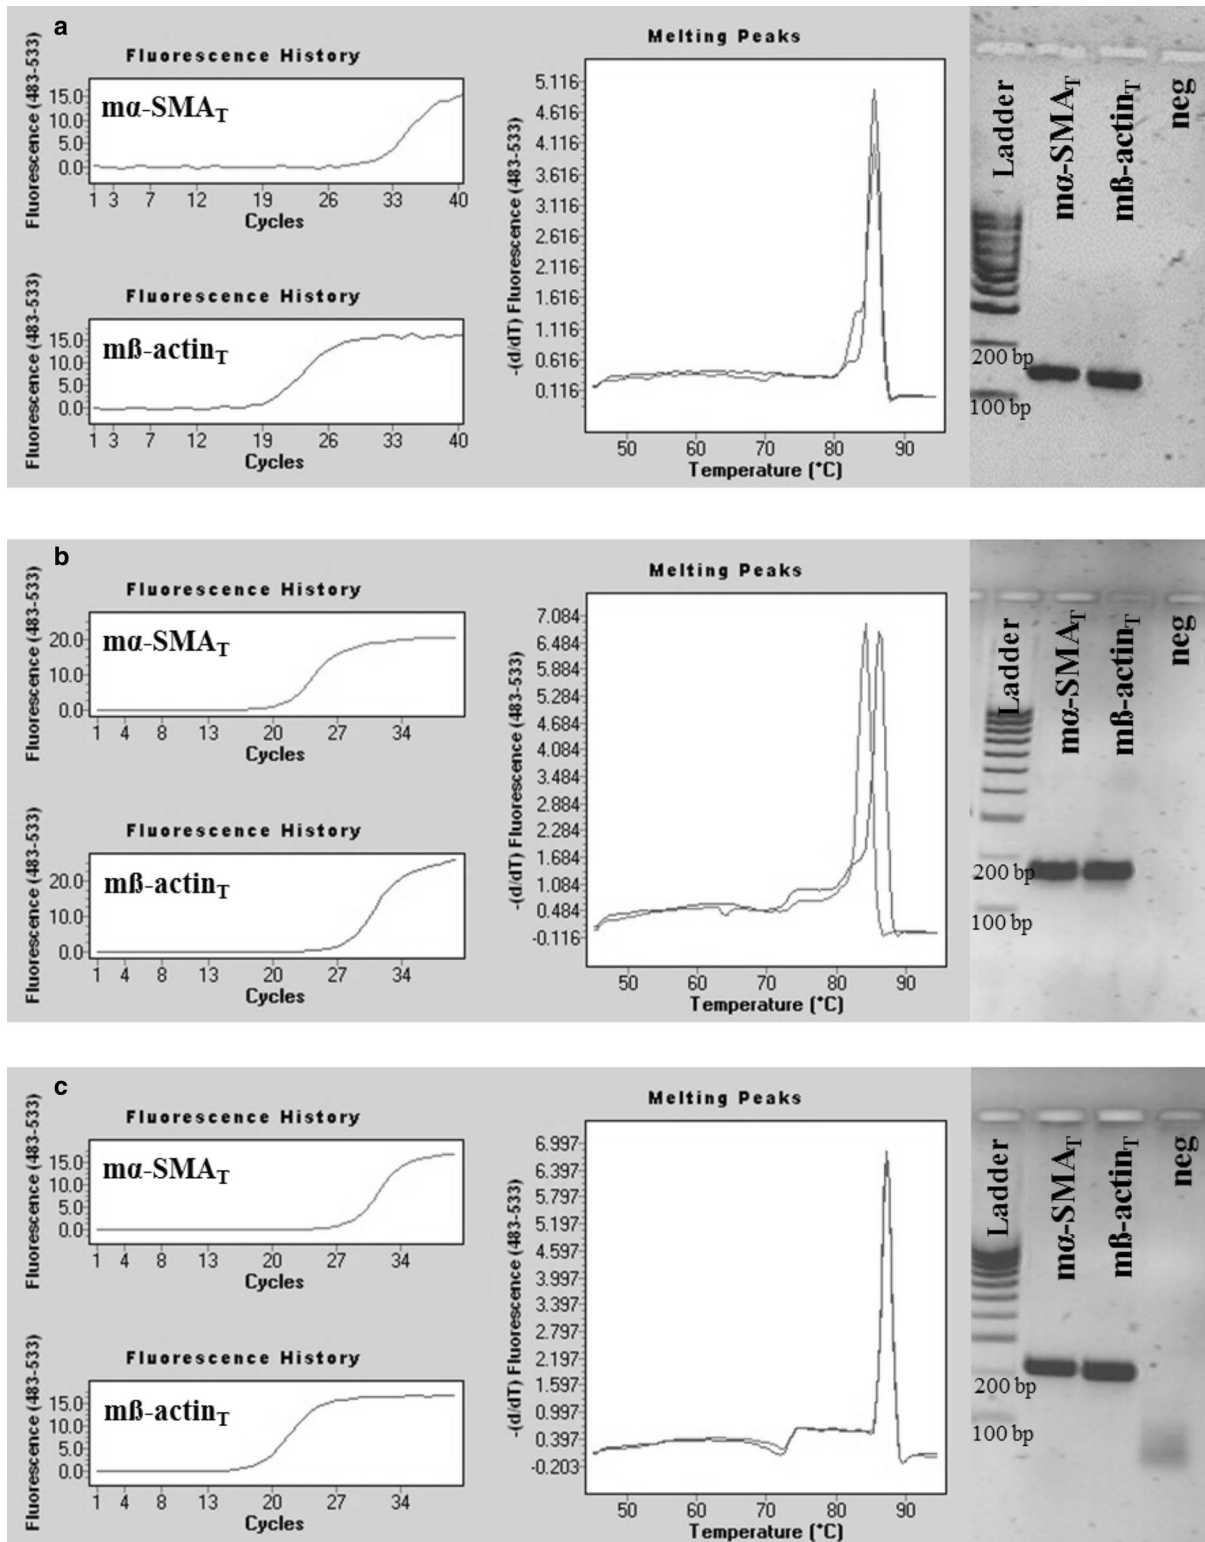 a
Fluorescence History
Fluorescence (483-533)
15.0
10.0
5.0
0.0
mα-SMA_T
1 3 7 12 19 26 33 40
Cycles
Fluorescence History
Fluorescence (483-533)
15.0
10.0
5.0
0.0
mß-actin_T
1 3 7 12 19 26 33 40
Cycles
Melting Peaks
-(d/dT) Fluorescence (483-533)
5.116
4.616
4.116
3.616
3.116
2.616
2.116
1.616
1.116
0.616
0.116
50 60 70 80 90
Temperature (°C)
Ladder
mα-SMA_T
mß-actin_T
neg
200 bp
100 bp
b
Fluorescence History
Fluorescence (483-533)
20.0
10.0
0.0
mα-SMA_T
1 4 8 13 20 27 34
Cycles
Fluorescence History
Fluorescence (483-533)
20.0
10.0
0.0
mß-actin_T
1 4 8 13 20 27 34
Cycles
Melting Peaks
-(d/dT) Fluorescence (483-533)
7.084
6.484
5.884
5.284
4.684
4.084
3.484
2.884
2.284
1.684
1.084
0.484
-0.116
50 60 70 80 90
Temperature (°C)
Ladder
mα-SMA_T
mß-actin_T
neg
200 bp
100 bp
c
Fluorescence History
Fluorescence (483-533)
15.0
10.0
5.0
0.0
mα-SMA_T
1 4 8 13 20 27 34
Cycles
Fluorescence History
Fluorescence (483-533)
15.0
10.0
5.0
0.0
mß-actin_T
1 4 8 13 20 27 34
Cycles
Melting Peaks
-(d/dT) Fluorescence (483-533)
6.997
6.397
5.797
5.197
4.597
3.997
3.397
2.797
2.197
1.597
0.997
0.397
-0.203
50 60 70 80 90
Temperature (°C)
Ladder
mα-SMA_T
mß-actin_T
neg
200 bp
100 bp